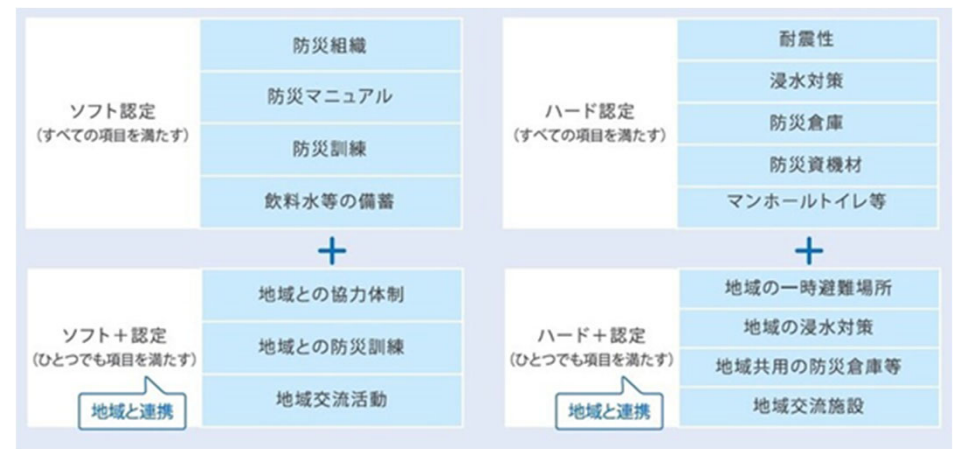 ソフト認定
(すべての項目を満たす)
防災組織
防災マニュアル
防災訓練
飲料水等の備蓄
+
ソフト+認定
(ひとつでも項目を満たす)
地域と連携
地域との協力体制
地域との防災訓練
地域交流活動
ハード認定
(すべての項目を満たす)
耐震性
浸水対策
防災倉庫
防災資機材
マンホールトイレ等
+
ハード+認定
(ひとつでも項目を満たす)
地域と連携
地域の一時避難場所
地域の浸水対策
地域共用の防災倉庫等
地域交流施設